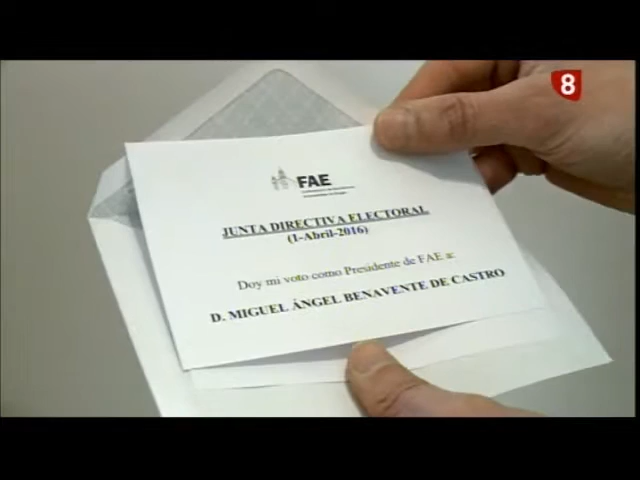 8
FAE
JUNTA DIRECTIVA ELECTORAL
(1-Abril-2016)
Doy mi voto como Presidente de FAE a:
D. MIGUEL ÁNGEL BENAVENTE DE CASTRO